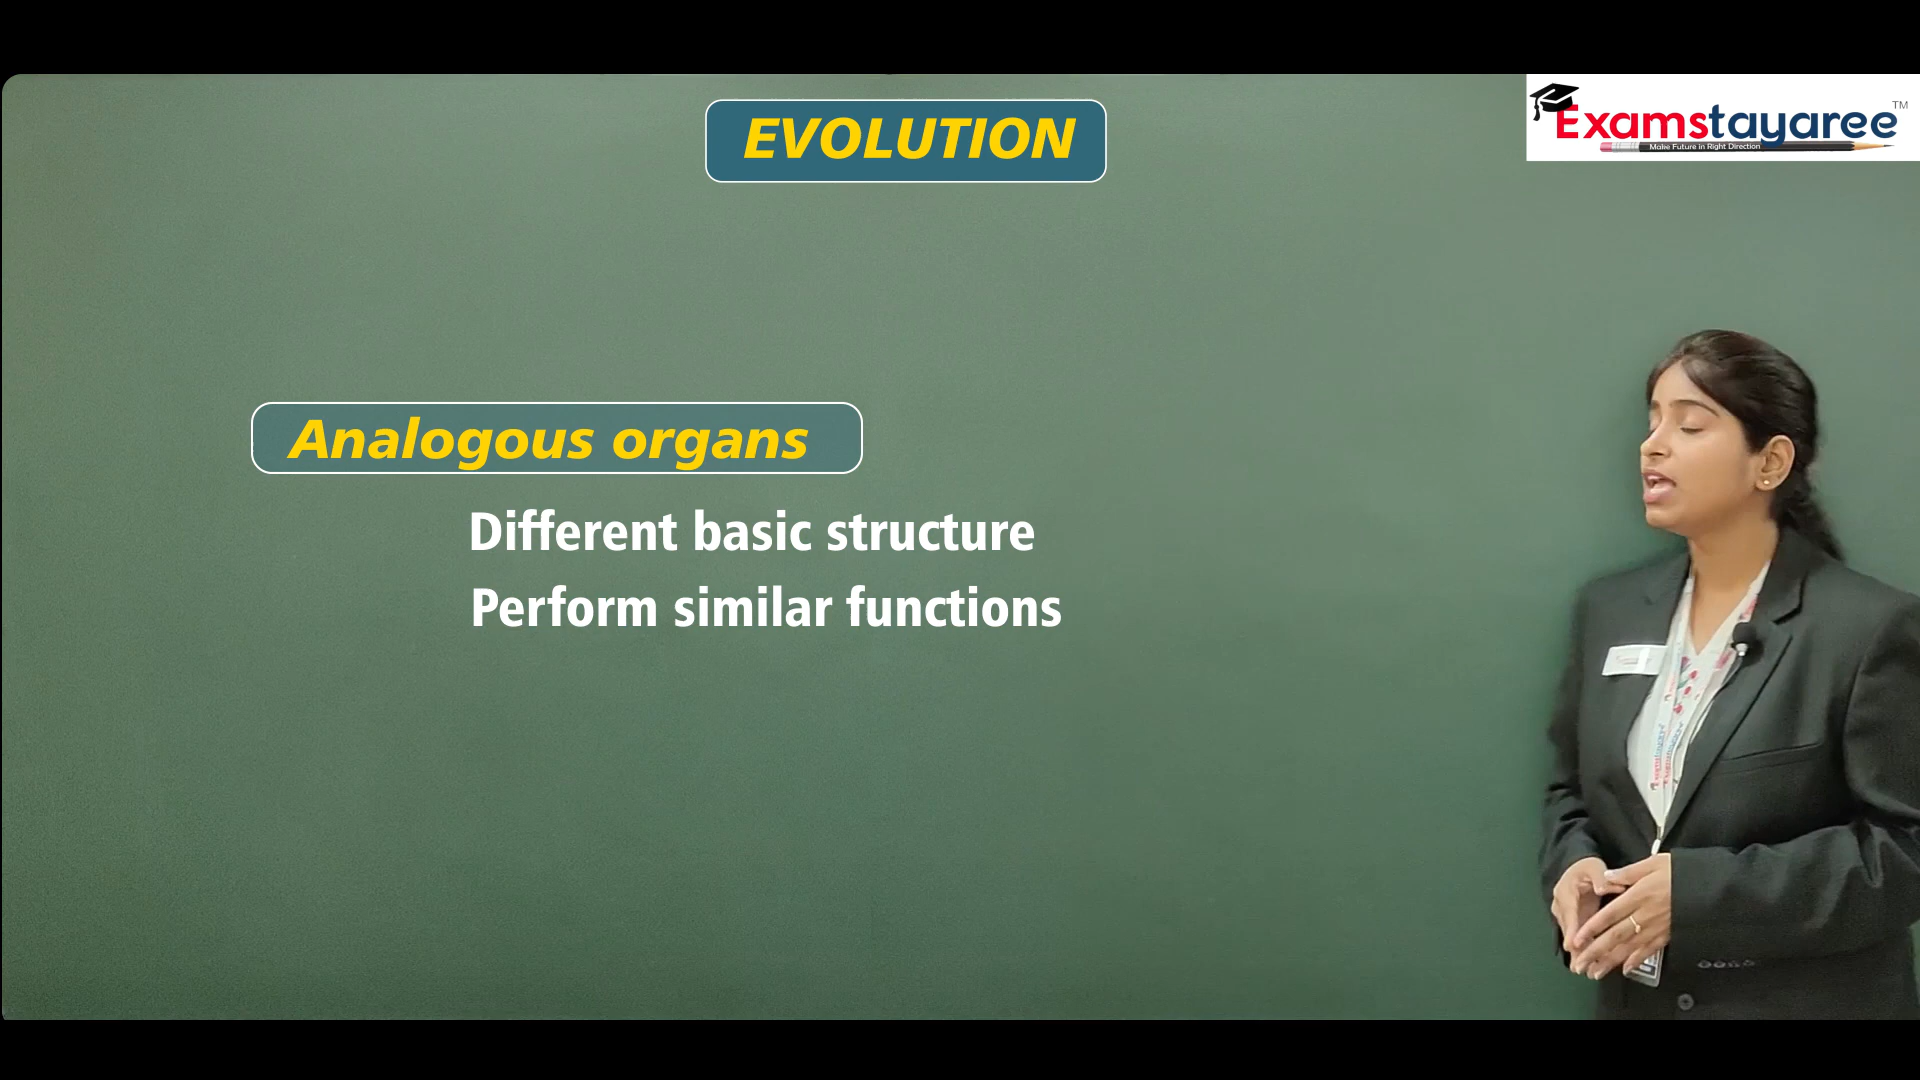 EVOLUTION
Examstayaree TM
Make Future in Right Direction
Analogous organs
Different basic structure
Perform similar functions